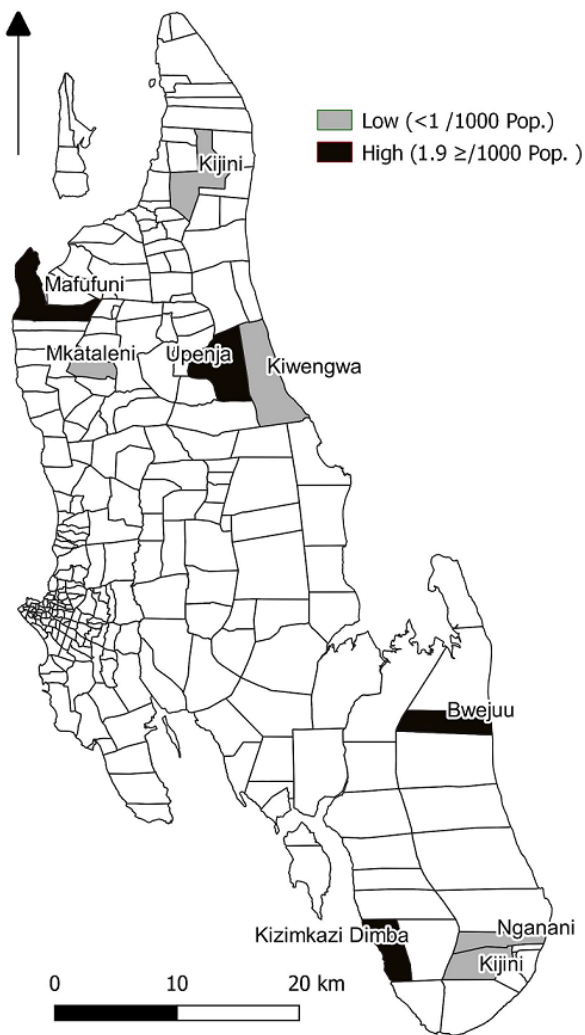 Low (<1 /1000 Pop.)
High (1.9 ≥/1000 Pop. )
Kijini
Mafufuni
Mkataleni
Upenja
Kiwengwa
Bwejuu
Nganani
Kizimkazi Dimba
Kijini
0 10 20 km